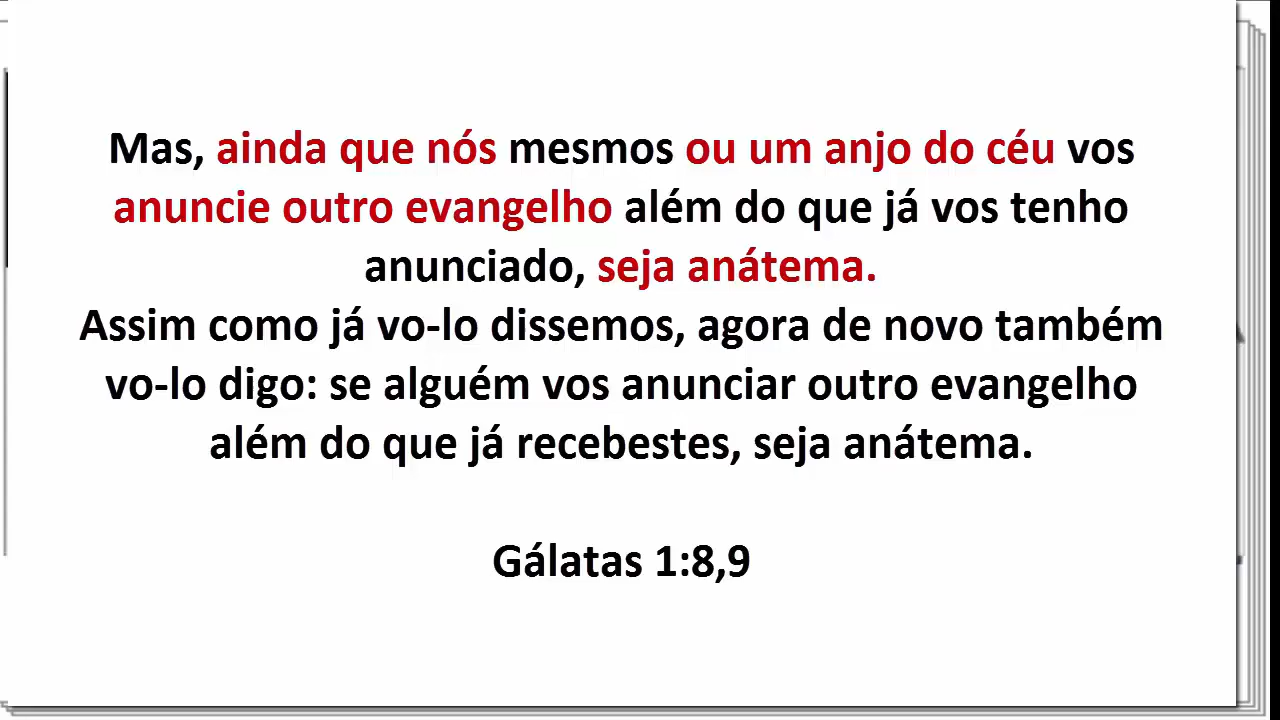 Mas, ainda que nós mesmos ou um anjo do céu vos
anuncie outro evangelho além do que já vos tenho
anunciado, seja anátema.
Assim como já vo-lo dissemos, agora de novo também
vo-lo digo: se alguém vos anunciar outro evangelho
além do que já recebestes, seja anátema.
Gálatas 1:8,9